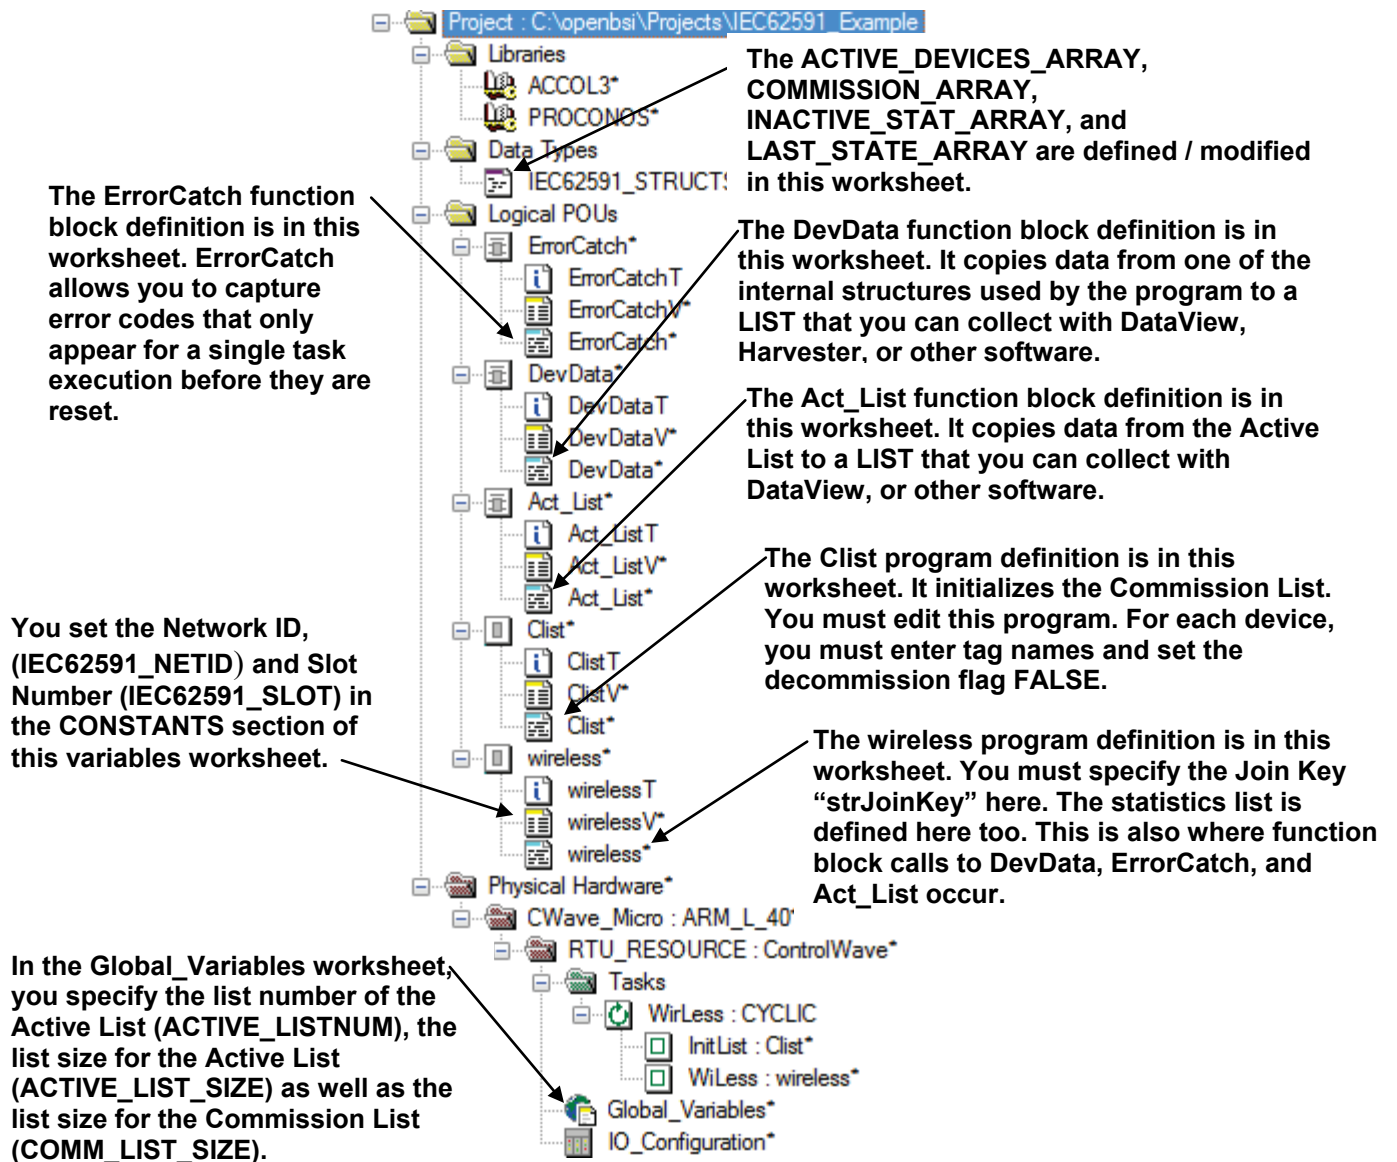 Project : C:\openbsi\Projects\IEC62591_Example
Libraries
ACCOL3*
PROCONOS*
Data Types
IEC62591_STRUCTS
Logical POUs
ErrorCatch*
ErrorCatchT
ErrorCatchV*
ErrorCatch*
DevData*
DevDataT
DevDataV*
DevData*
Act_List*
Act_ListT
Act_ListV*
Act_List*
Clist*
ClistT
ClistV*
Clist*
wireless*
wirelessT
wirelessV*
wireless*
Physical Hardware*
CWave_Micro : ARM_L_40*
RTU_RESOURCE : ControlWave*
Tasks
WirLess : CYCLIC
InitList : Clist*
WiLess : wireless*
Global_Variables*
IO_Configuration*
The ErrorCatch function
block definition is in this
worksheet. ErrorCatch
allows you to capture
error codes that only
appear for a single task
execution before they are
reset.
You set the Network ID,
(IEC62591_NETID) and Slot
Number (IEC62591_SLOT) in
the CONSTANTS section of
this variables worksheet.
In the Global_Variables worksheet,
you specify the list number of the
Active List (ACTIVE_LISTNUM), the
list size for the Active List
(ACTIVE_LIST_SIZE) as well as the
list size for the Commission List
(COMM_LIST_SIZE).
The ACTIVE_DEVICES_ARRAY,
COMMISSION_ARRAY,
INACTIVE_STAT_ARRAY, and
LAST_STATE_ARRAY are defined / modified
in this worksheet.
The DevData function block definition is in
this worksheet. It copies data from one of the
internal structures used by the program to a
LIST that you can collect with DataView,
Harvester, or other software.
The Act_List function block definition is in
this worksheet. It copies data from the Active
List to a LIST that you can collect with
DataView, or other software.
The Clist program definition is in this
worksheet. It initializes the Commission List.
You must edit this program. For each device,
you must enter tag names and set the
decommission flag FALSE.
The wireless program definition is in this
worksheet. You must specify the Join Key
“strJoinKey” here. The statistics list is
defined here too. This is also where function
block calls to DevData, ErrorCatch, and
Act_List occur.